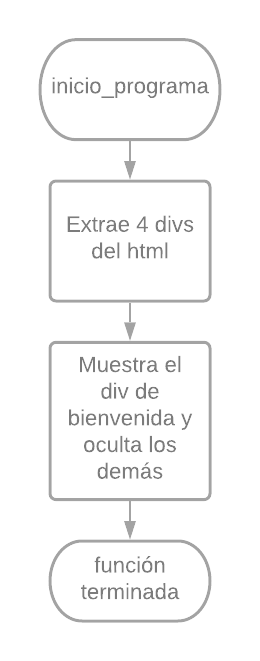 inicio_programa
Extrae 4 divs
del html
Muestra el
div de
bienvenida y
oculta los
demás
función
terminada